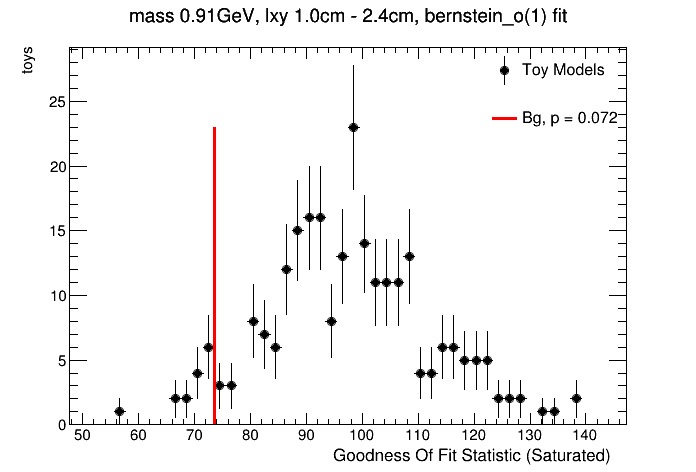 mass 0.91GeV, lxy 1.0cm - 2.4cm, bernstein_o(1) fit
toys
Toy Models
Bg, p = 0.072
25
20
15
10
5
0
50 60 70 80 90 100 110 120 130 140
Goodness Of Fit Statistic (Saturated)